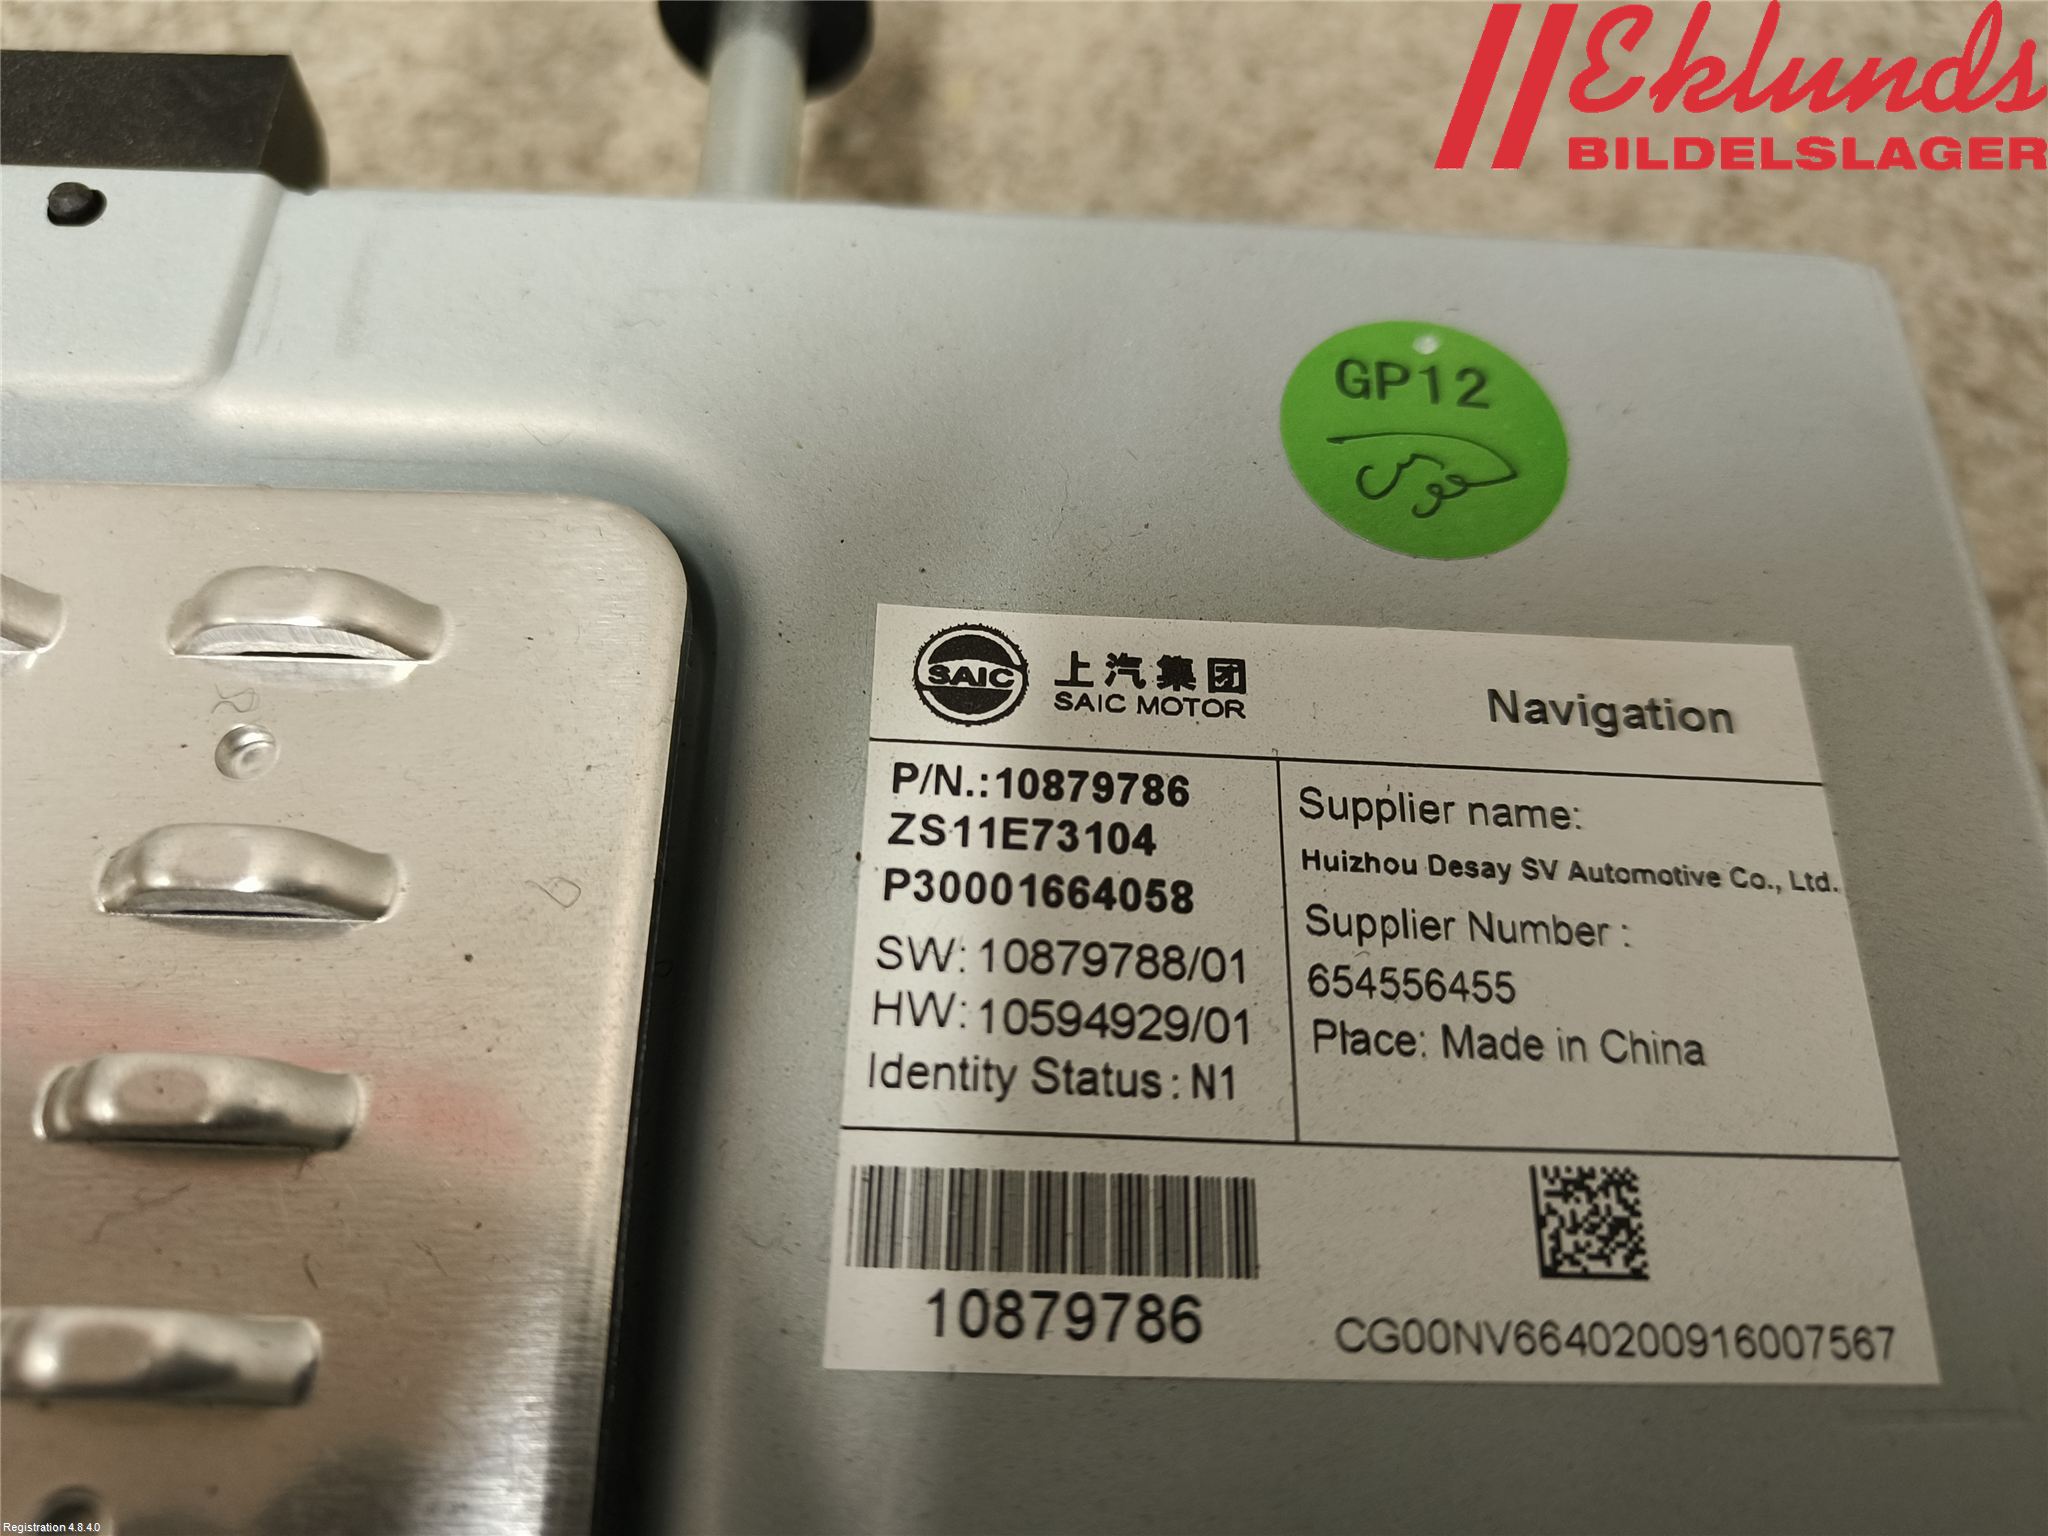 Eklunds
BILDELSLAGER
GP12
SAIC
上汽集团
SAIC MOTOR
Navigation
P/N.:10879786
ZS11E73104
P30001664058
SW: 10879788/01
HW: 10594929/01
Identity Status: N1
Supplier name:
Huizhou Desay SV Automotive Co., Ltd.
Supplier Number :
654556455
Place: Made in China
10879786
CG00NV6640200916007567
Registration 4.8.4.0